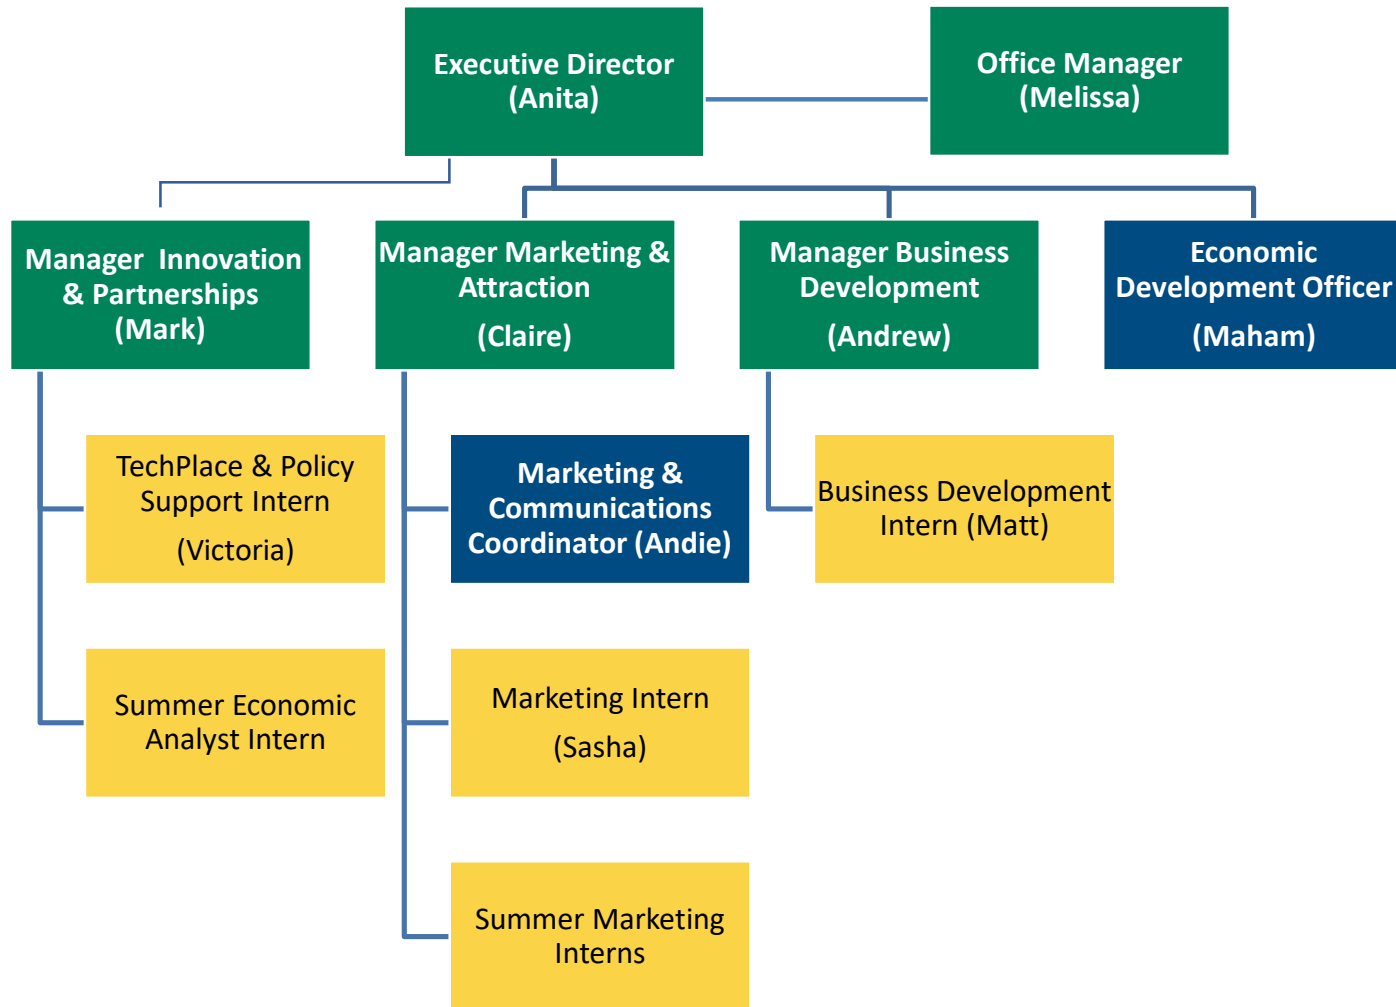 Executive Director
(Anita)
Office Manager
(Melissa)
Manager Innovation
& Partnerships
(Mark)
Manager Marketing &
Attraction
(Claire)
Manager Business
Development
(Andrew)
Economic
Development Officer
(Maham)
TechPlace & Policy
Support Intern
(Victoria)
Marketing &
Communications
Coordinator (Andie)
Business Development
Intern (Matt)
Summer Economic
Analyst Intern
Marketing Intern
(Sasha)
Summer Marketing
Interns